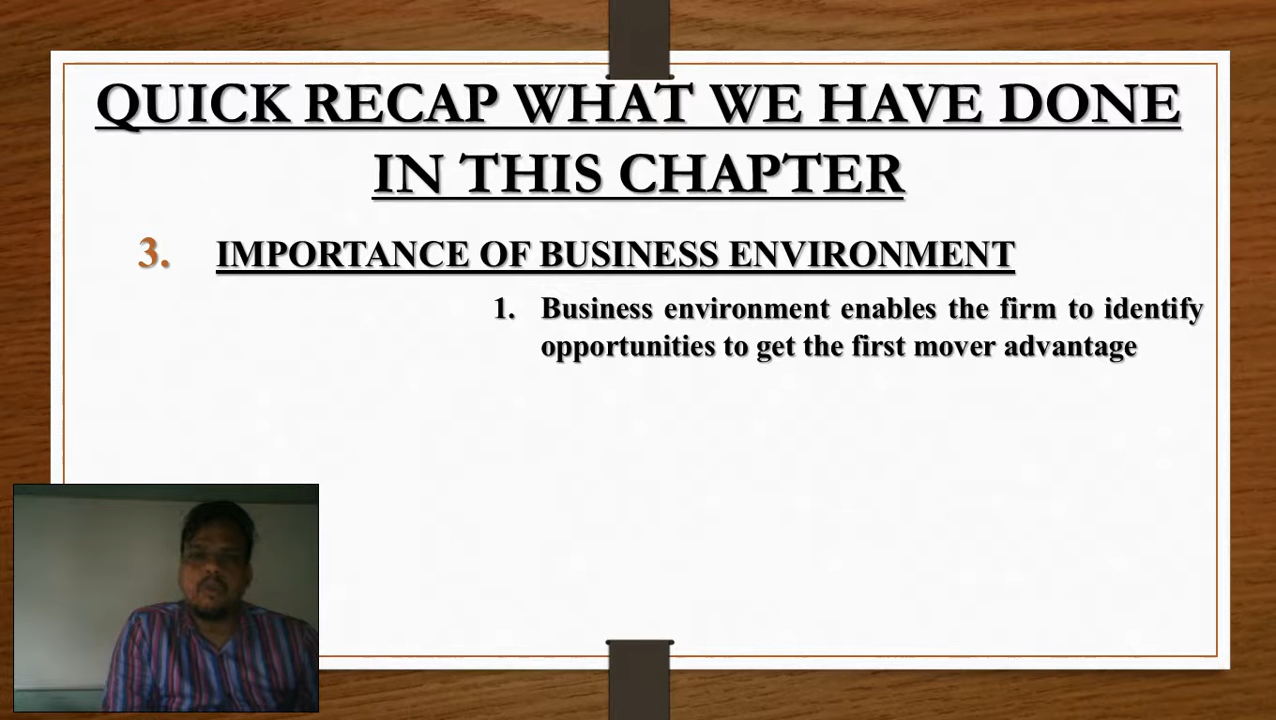 QUICK RECAP WHAT WE HAVE DONE
IN THIS CHAPTER
3. IMPORTANCE OF BUSINESS ENVIRONMENT
1. Business environment enables the firm to identify
opportunities to get the first mover advantage